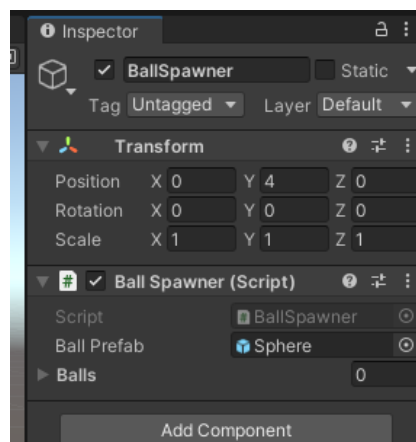 Inspector
BallSpawner Static
Tag Untagged Layer Default
Transform
Position X 0 Y 4 Z 0
Rotation X 0 Y 0 Z 0
Scale X 1 Y 1 Z 1
# Ball Spawner (Script)
Script BallSpawner
Ball Prefab Sphere
Balls 0
Add Component